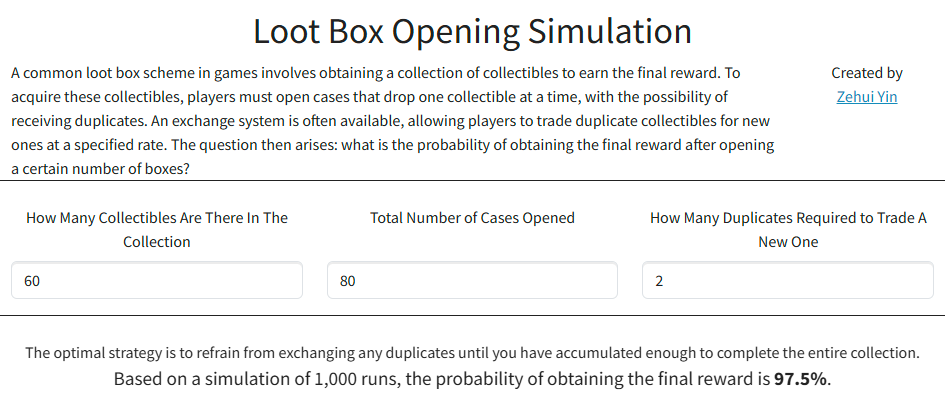 Loot Box Opening Simulation
A common loot box scheme in games involves obtaining a collection of collectibles to earn the final reward. To
acquire these collectibles, players must open cases that drop one collectible at a time, with the possibility of
receiving duplicates. An exchange system is often available, allowing players to trade duplicate collectibles for new
ones at a specified rate. The question then arises: what is the probability of obtaining the final reward after opening
a certain number of boxes?
Created by
Zehui Yin
How Many Collectibles Are There In The
Collection
60
Total Number of Cases Opened
80
How Many Duplicates Required to Trade A
New One
2
The optimal strategy is to refrain from exchanging any duplicates until you have accumulated enough to complete the entire collection.
Based on a simulation of 1,000 runs, the probability of obtaining the final reward is 97.5%.